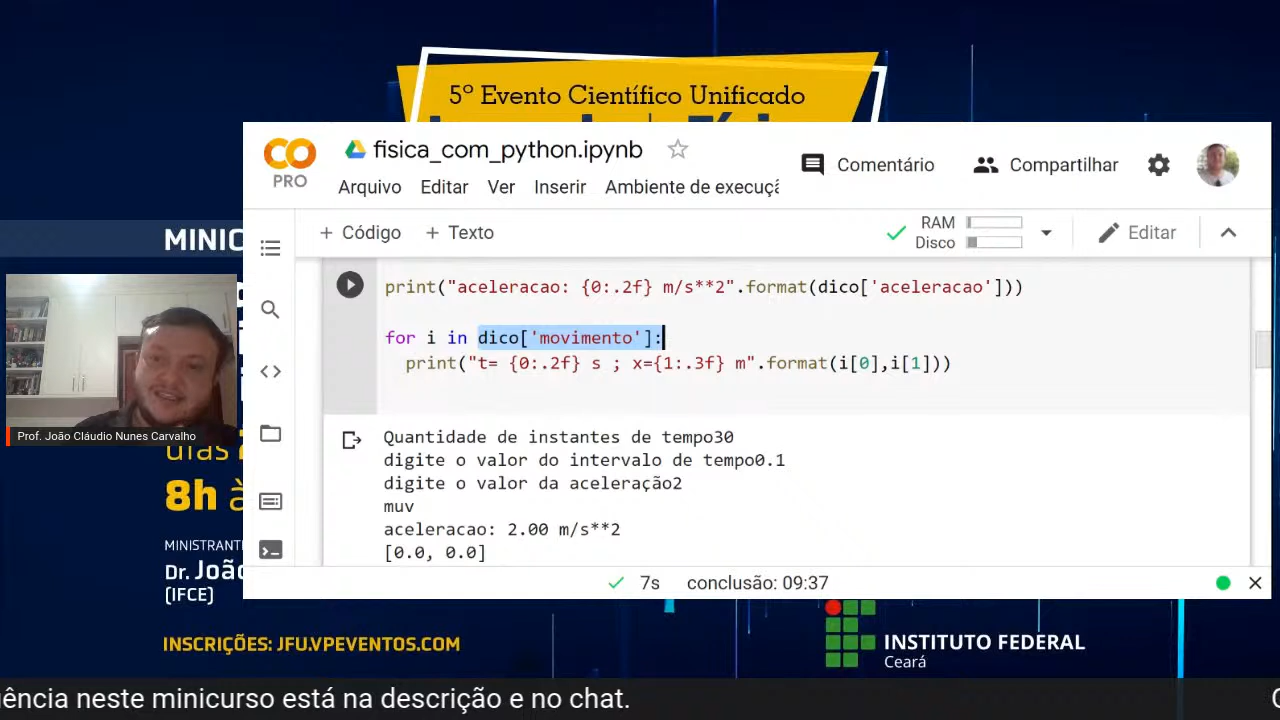 5º Evento Científico Unificado
CO
PRO
fisica_com_python.ipynb
Comentário
Compartilhar
Arquivo Editar Ver Inserir Ambiente de execuçã
+ Código + Texto
RAM
Disco
Editar
print("aceleracao: {0:.2f} m/s**2".format(dico['aceleracao']))
for i in dico['movimento']:
print("t= {0:.2f} s ; x={1:.3f} m".format(i[0],i[1]))
Quantidade de instantes de tempo30
digite o valor do intervalo de tempo0.1
digite o valor da aceleração2
muv
aceleracao: 2.00 m/s**2
[0.0, 0.0]
7s conclusão: 09:37
MINIC
Prof. João Cláudio Nunes Carvalho
dias
8h à
MINISTRANT
Dr. João
(IFCE)
INSCRIÇÕES: JFU.VPEVENTOS.COM
INSTITUTO FEDERAL
Ceará
uência neste minicurso está na descrição e no chat.